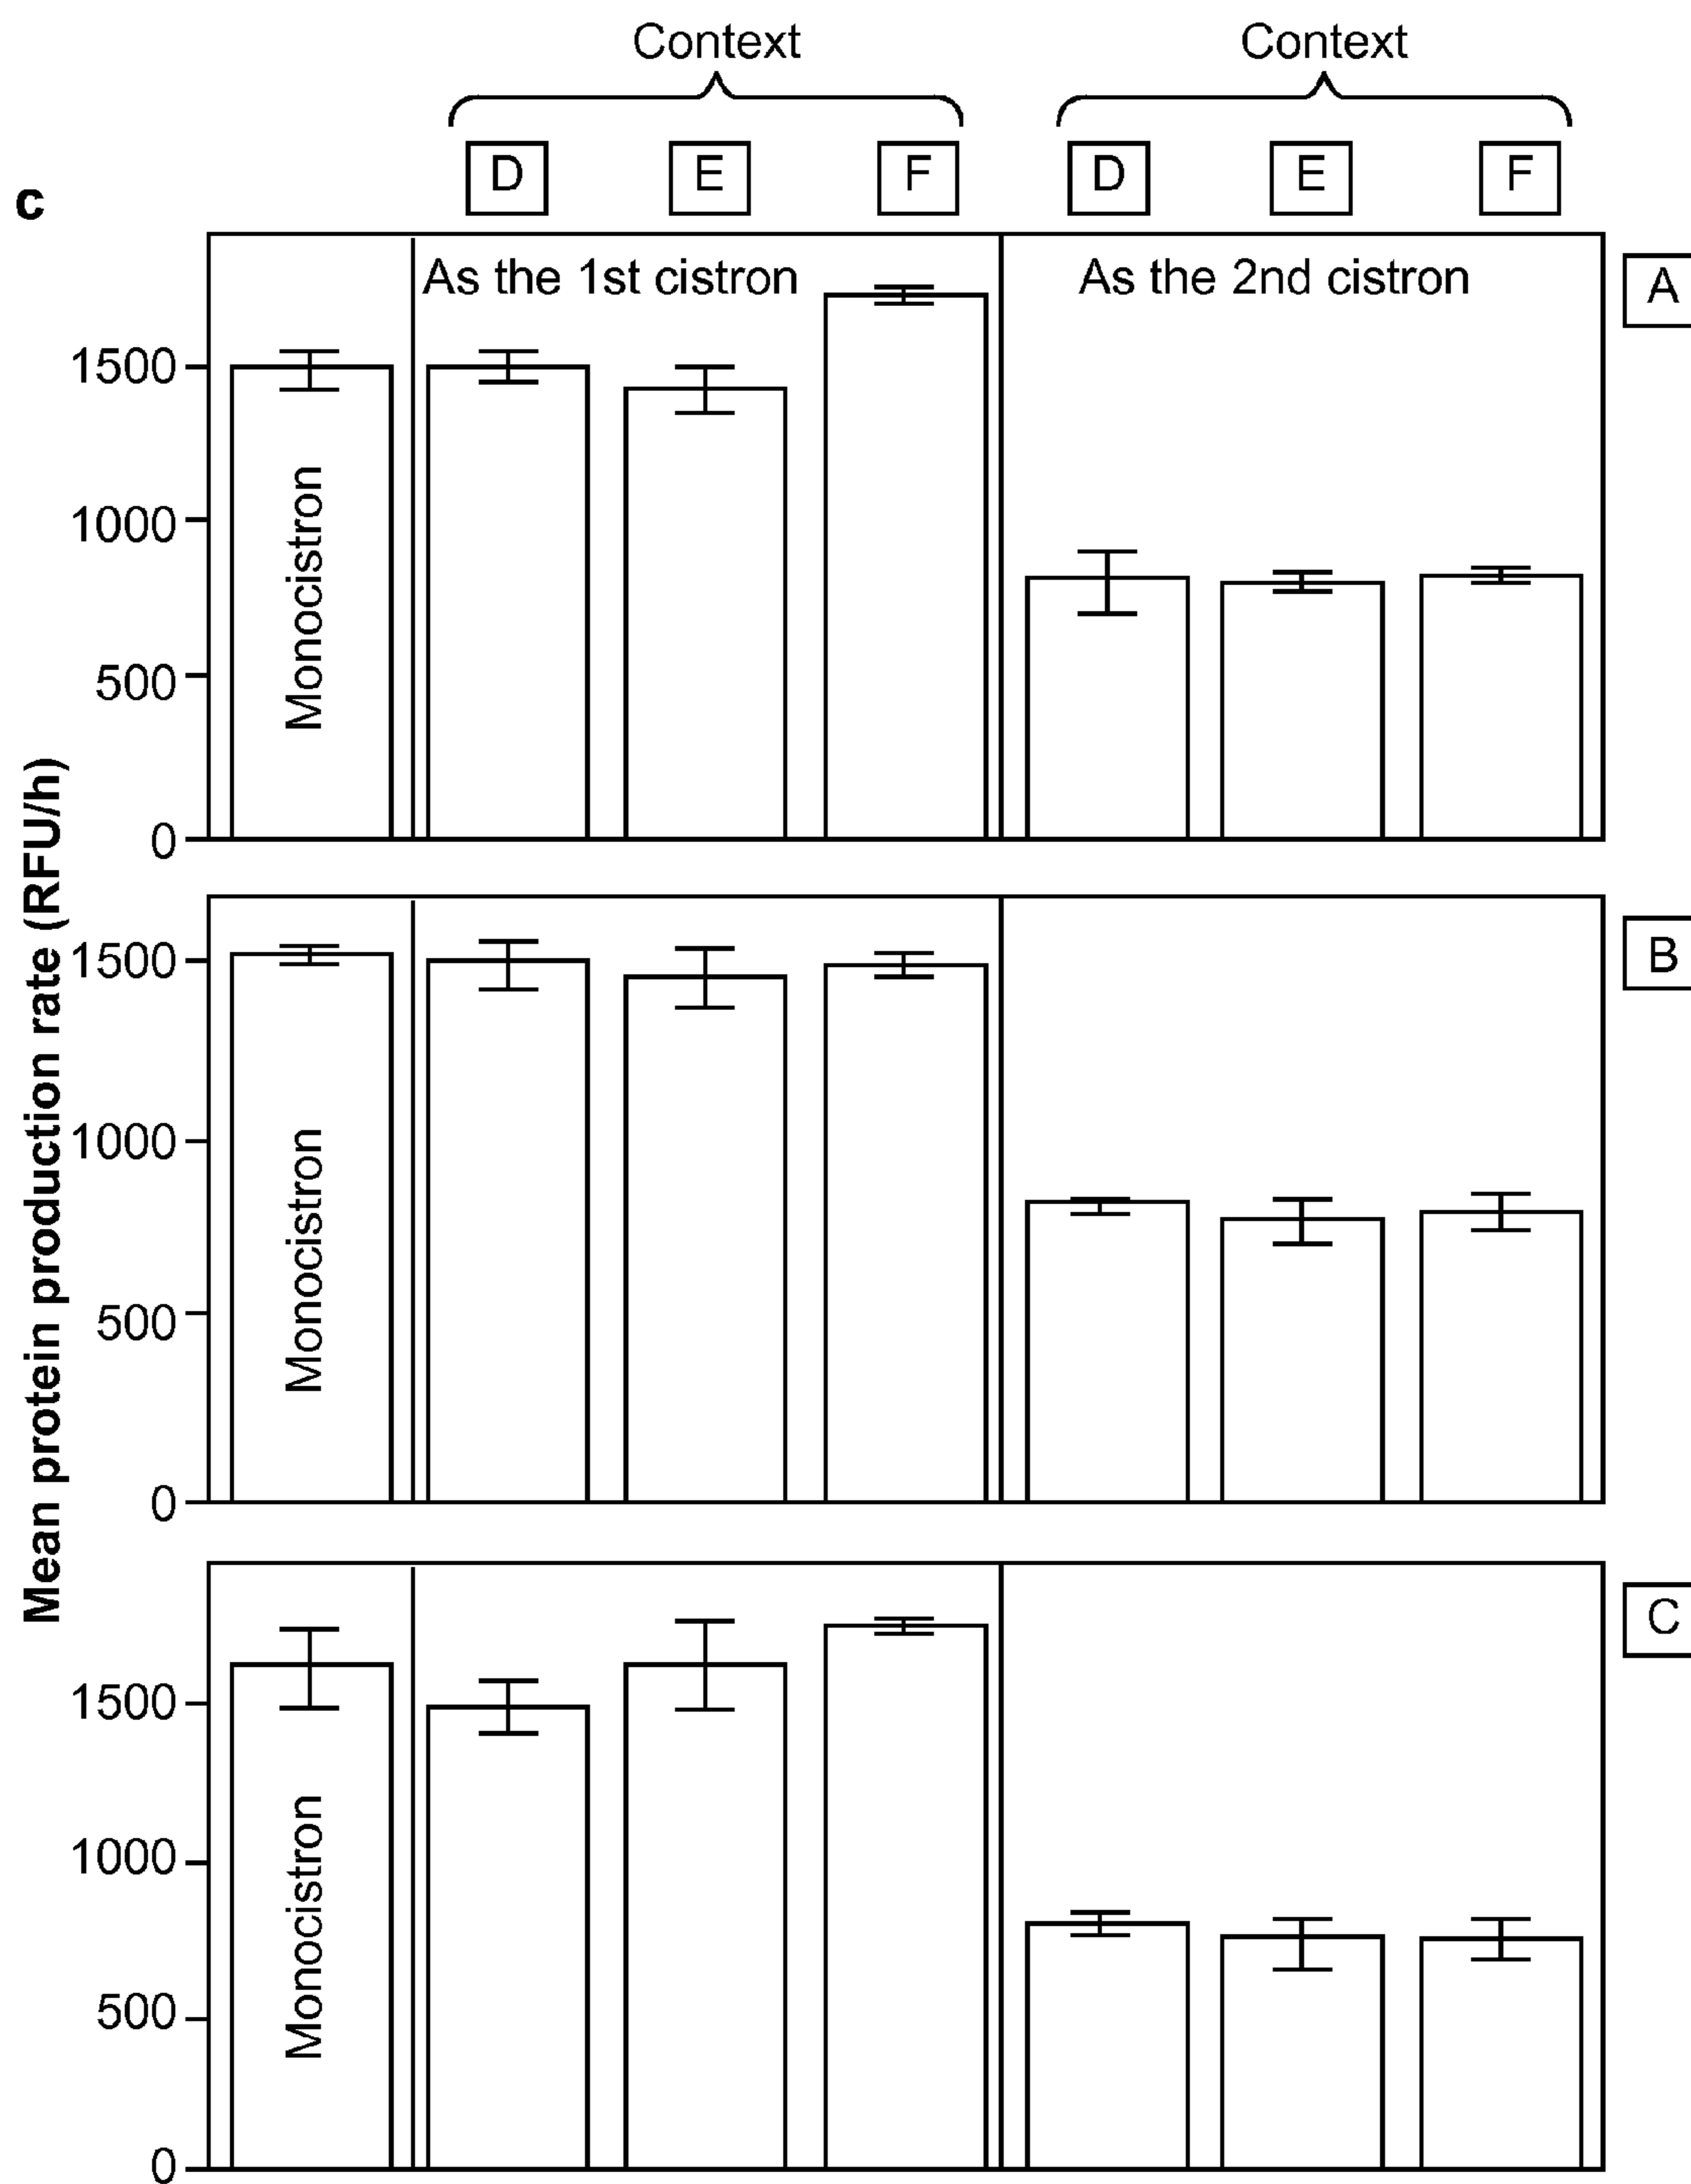 Context Context
D E F D E F
c
As the 1st cistron As the 2nd cistron
A
1500
1000
500
0
Monocistron
Mean protein production rate (RFU/h)
B
1500
1000
500
0
Monocistron
C
1500
1000
500
0
Monocistron